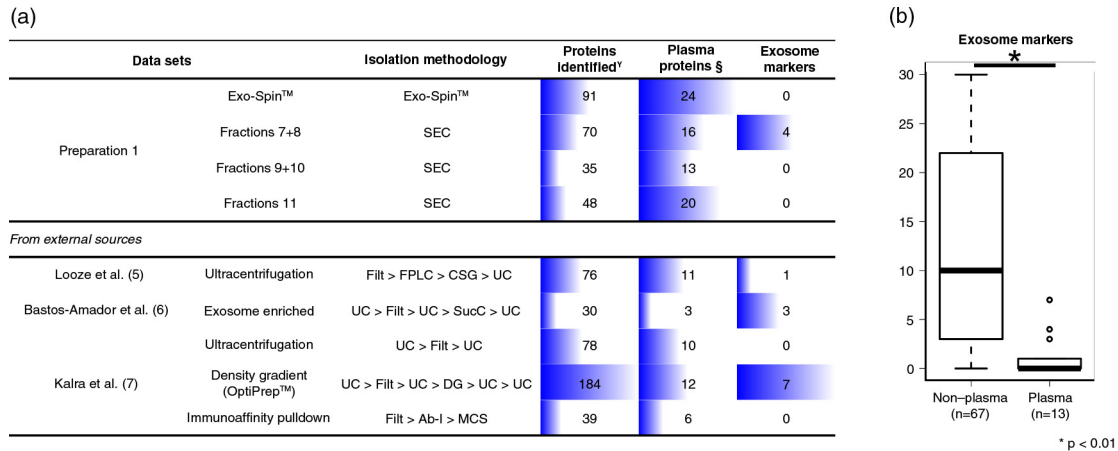 (a)
Data sets Isolation methodology Proteins identifiedᵞ Plasma proteins § Exosome markers
Preparation 1
Exo-Spin™ Exo-Spin™ 91 24 0
Fractions 7+8 SEC 70 16 4
Fractions 9+10 SEC 35 13 0
Fractions 11 SEC 48 20 0
From external sources
Looze et al. (5) Ultracentrifugation Filt > FPLC > CSG > UC 76 11 1
Bastos-Amador et al. (6) Exosome enriched UC > Filt > UC > SucC > UC 30 3 3
Ultracentrifugation UC > Filt > UC 78 10 0
Kalra et al. (7) Density gradient (OptiPrep™) UC > Filt > UC > DG > UC > UC 184 12 7
Immunoaffinity pulldown Filt > Ab-I > MCS 39 6 0
(b)
Exosome markers
*
30
25
20
15
10
5
0
Non–plasma Plasma
(n=67) (n=13)
* p < 0.01